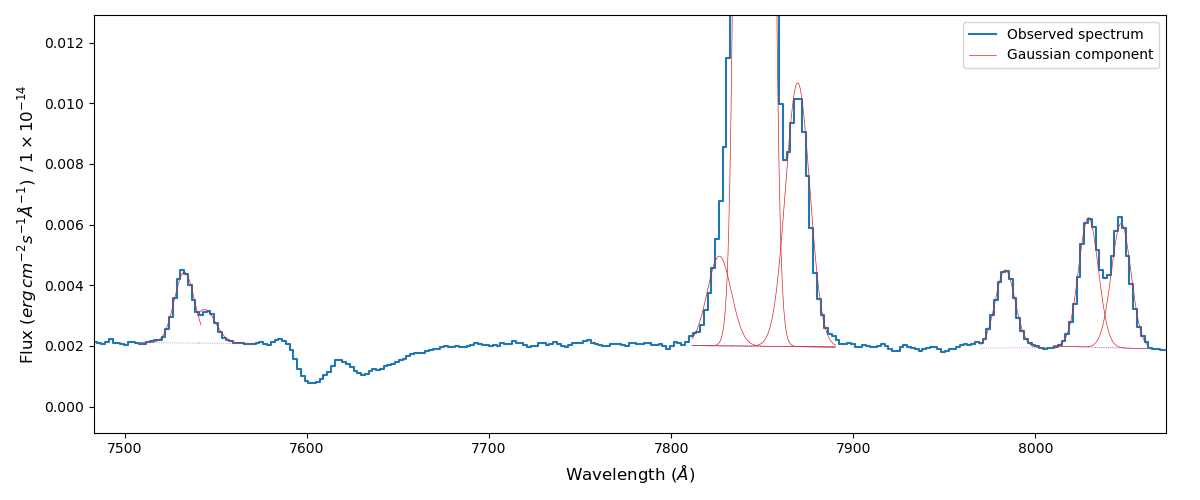 Observed spectrum
Gaussian component
Flux (erg cm⁻² s⁻¹ Å⁻¹) / 1 × 10⁻¹⁴
0.012
0.010
0.008
0.006
0.004
0.002
0.000
7500 7600 7700 7800 7900 8000
Wavelength (Å)